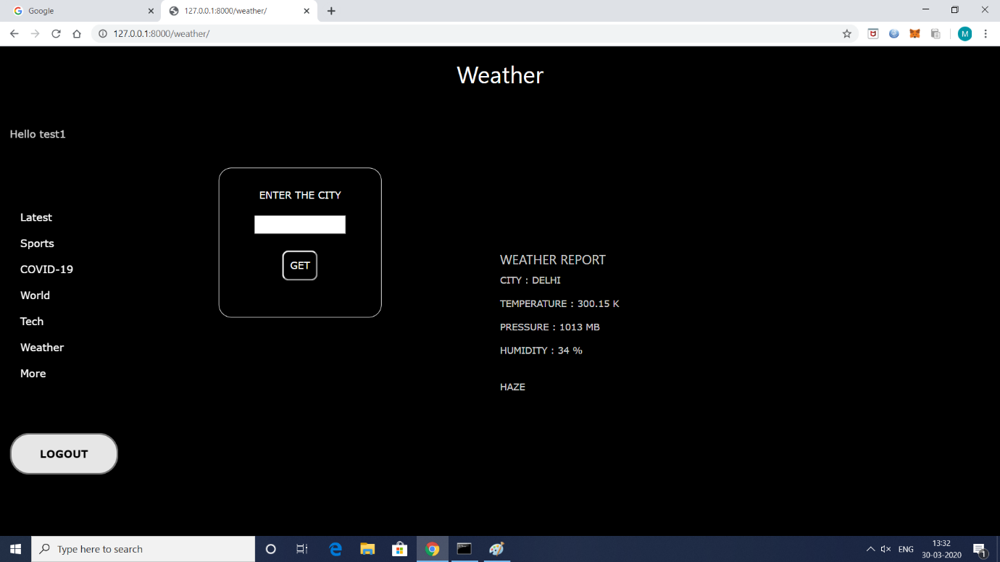 Google
127.0.0.1:8000/weather/
127.0.0.1:8000/weather/
M
Weather
Hello test1
ENTER THE CITY
GET
Latest
Sports
COVID-19
World
Tech
Weather
More
WEATHER REPORT
CITY : DELHI
TEMPERATURE : 300.15 K
PRESSURE : 1013 MB
HUMIDITY : 34 %
HAZE
LOGOUT
Type here to search
ENG
13:32
30-03-2020
1